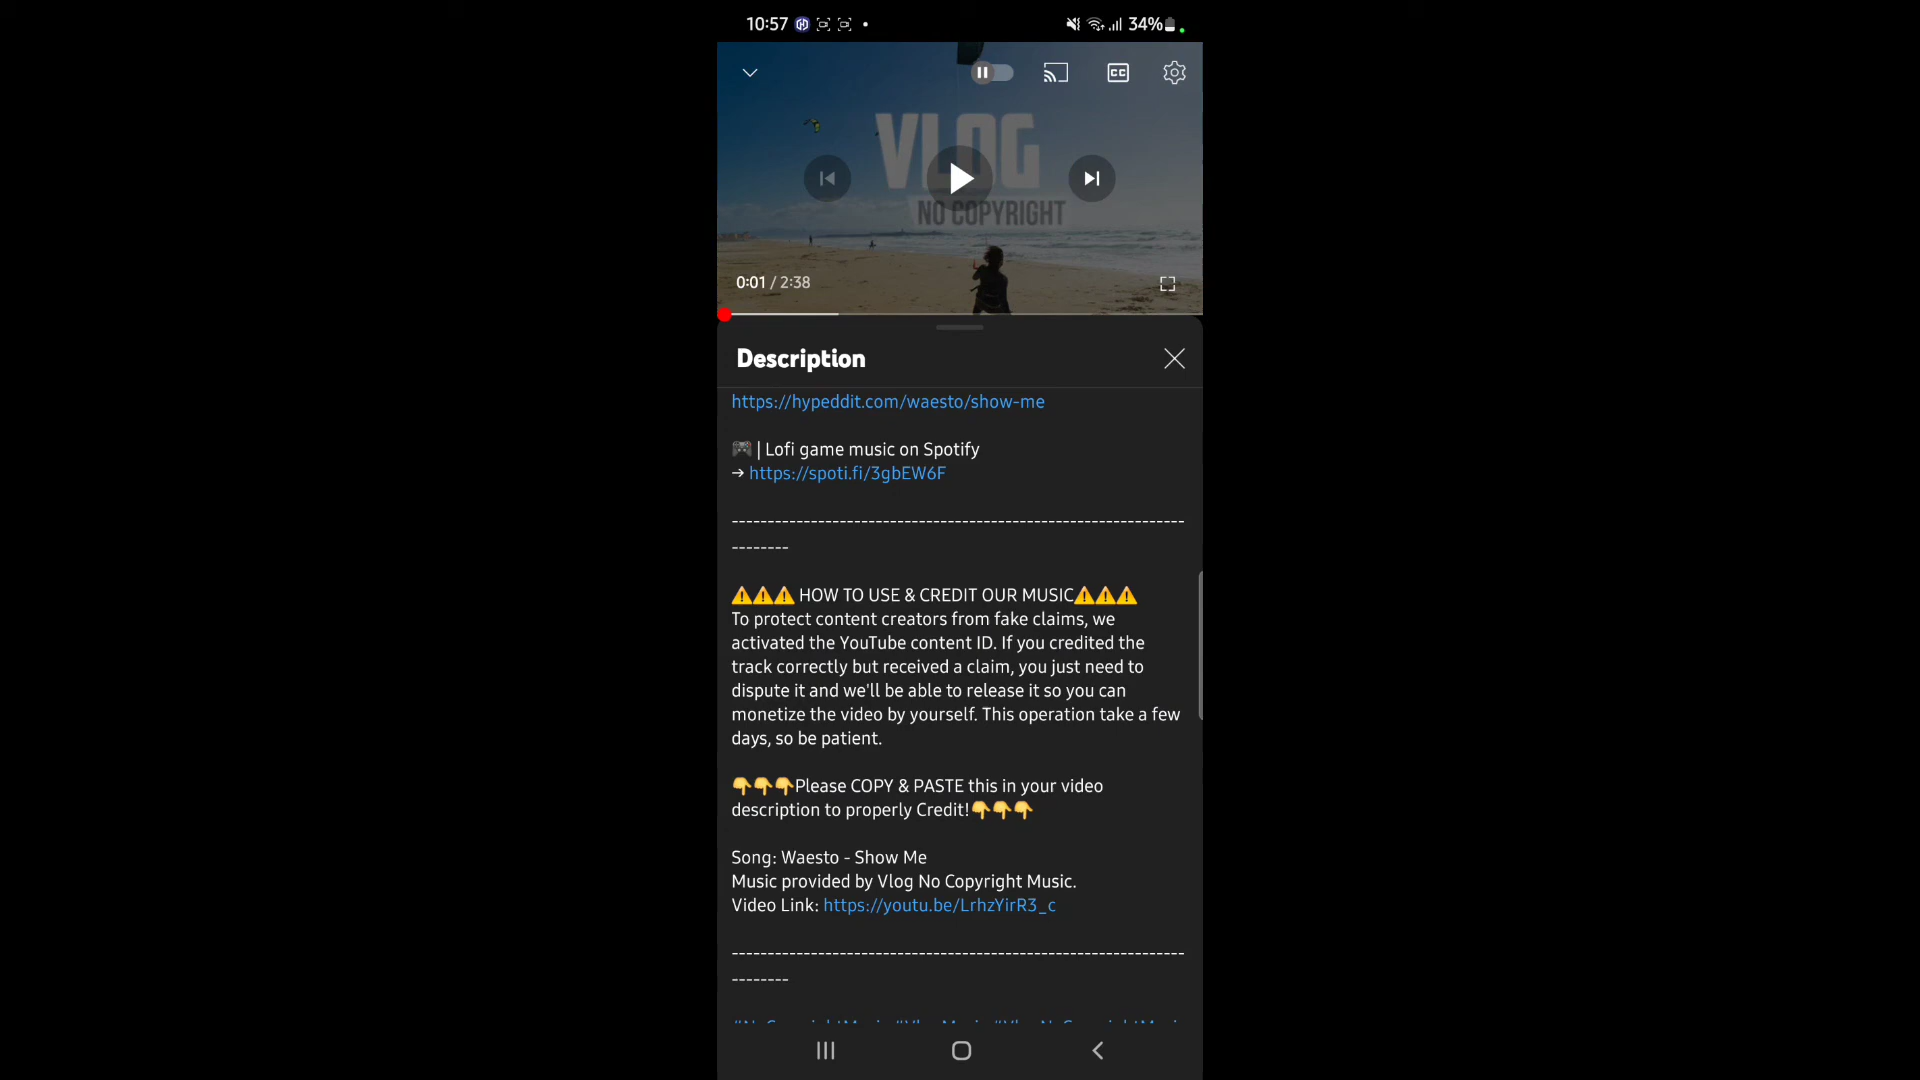 10:57
34%
CC
VLOG
NO COPYRIGHT
0:01 / 2:38
Description
https://hypeddit.com/waesto/show-me
🎮 | Lofi game music on Spotify
→ https://spoti.fi/3gbEW6F
---------------------------------------------------------------
--------
⚠️⚠️⚠️ HOW TO USE & CREDIT OUR MUSIC⚠️⚠️⚠️
To protect content creators from fake claims, we
activated the YouTube content ID. If you credited the
track correctly but received a claim, you just need to
dispute it and we'll be able to release it so you can
monetize the video by yourself. This operation take a few
days, so be patient.
👇👇👇Please COPY & PASTE this in your video
description to properly Credit!👇👇👇
Song: Waesto - Show Me
Music provided by Vlog No Copyright Music.
Video Link: https://youtu.be/LrhzYirR3_c
---------------------------------------------------------------
--------